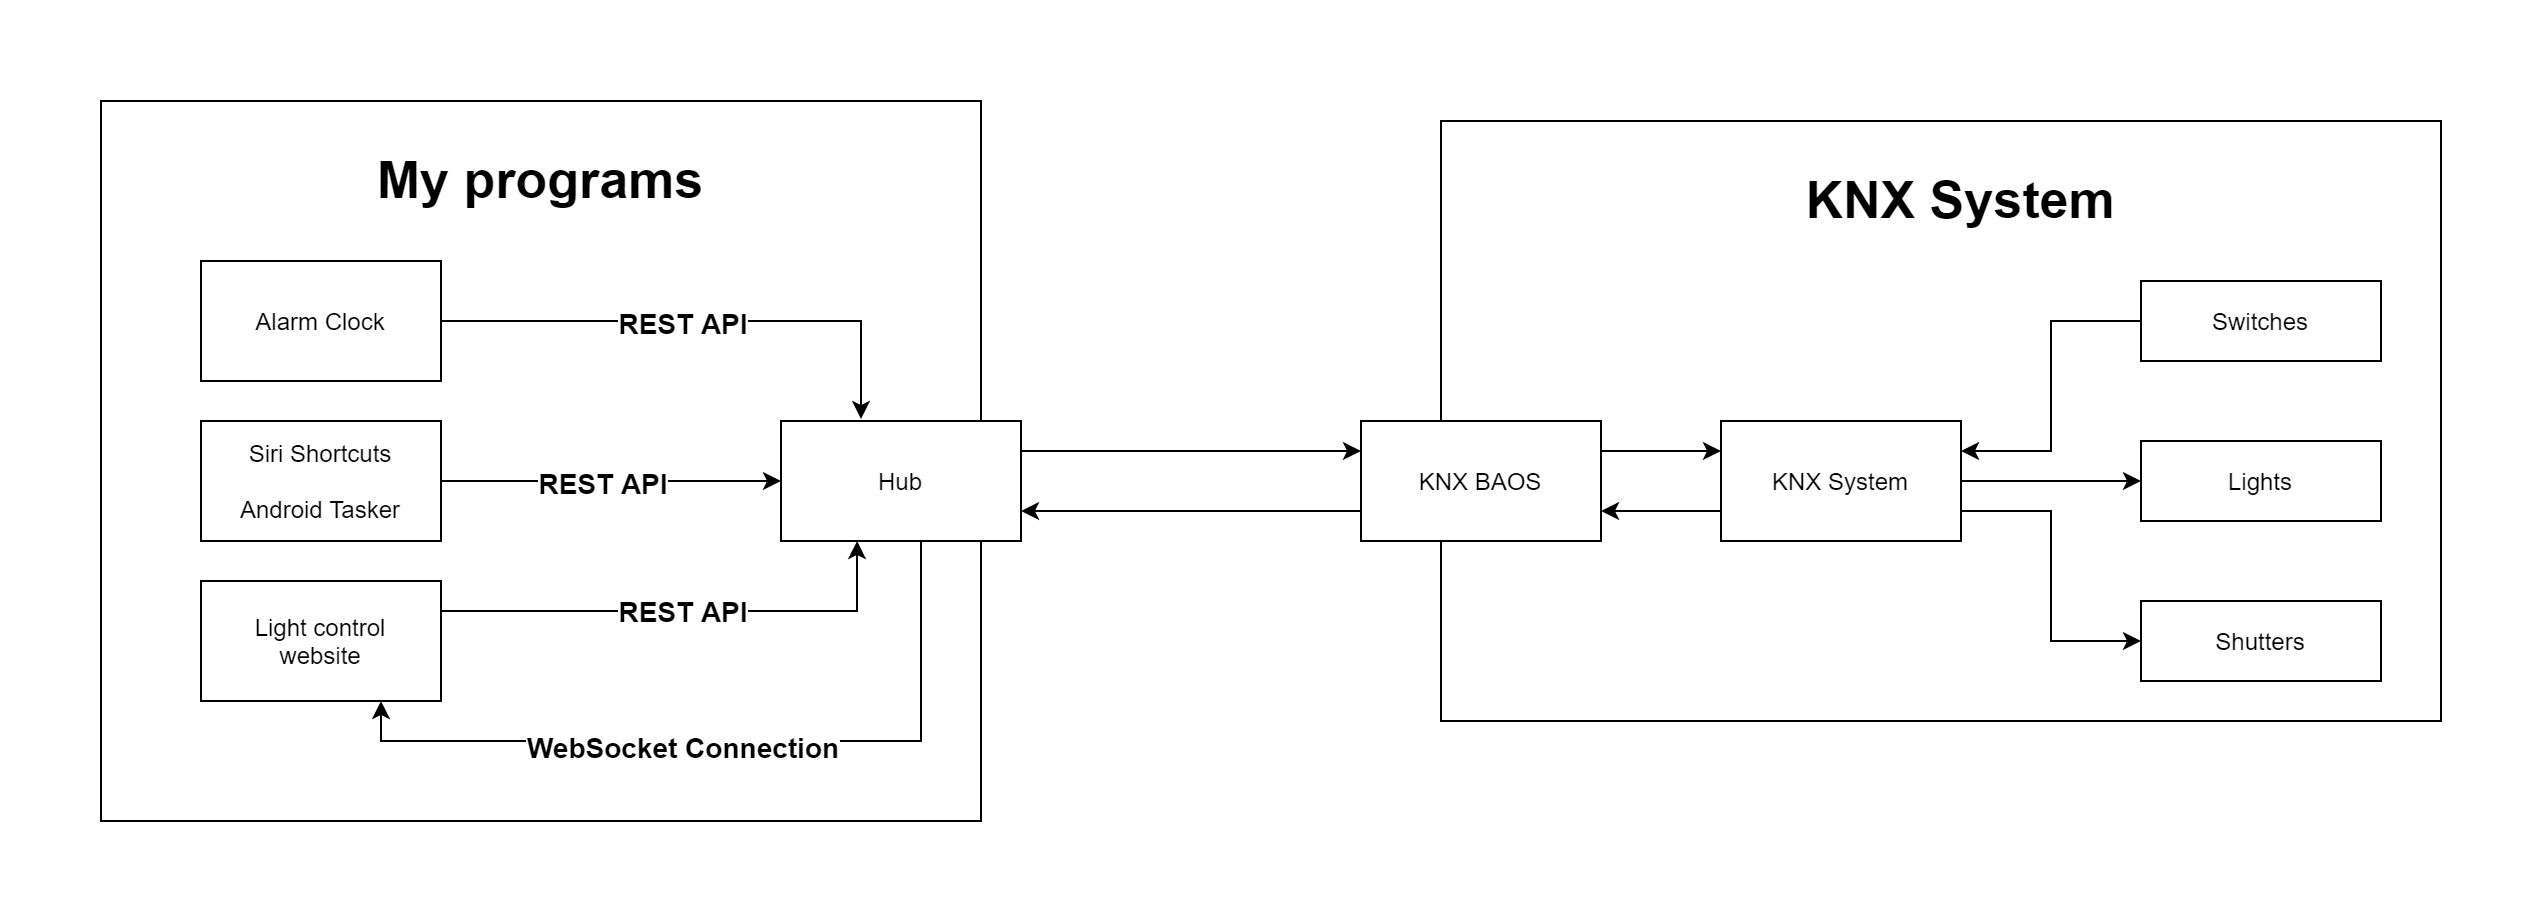 My programs
KNX System
Alarm Clock
REST API
Switches
Siri Shortcuts
Android Tasker
REST API
Hub
KNX BAOS
KNX System
Lights
Light control
website
REST API
Shutters
WebSocket Connection